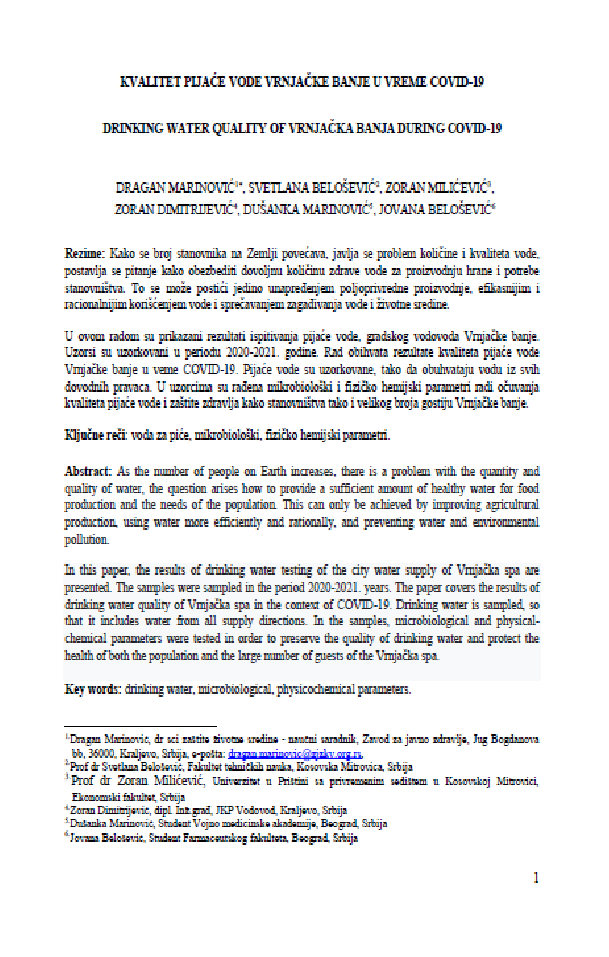 KVALITET PIJAĆE VODE VRNJAČKE BANJE U VREME COVID-19
DRINKING WATER QUALITY OF VRNJAČKA BANJA DURING COVID-19
DRAGAN MARINOVIĆ¹*, SVETLANA BELOŠEVIĆ², ZORAN MILIĆEVIĆ³,
ZORAN DIMITRIJEVIĆ⁴, DUŠANKA MARINOVIĆ⁵, JOVANA BELOŠEVIĆ⁶
Rezime: Kako se broj stanovnika na Zemlji povećava, javlja se problem količine i kvaliteta vode,
postavlja se pitanje kako obezbediti dovoljnu količinu zdrave vode za proizvodnju hrane i potrebe
stanovništva. To se može postići jedino unapređenjem poljoprivredne proizvodnje, efikasnijim i
racionalnijim korišćenjem vode i sprečavanjem zagađivanja vode i životne sredine.
U ovom radom su prikazani rezultati ispitivanja pijaće vode, gradskog vodovoda Vrnjačke banje.
Uzorsi su uzorkovani u periodu 2020-2021. godine. Rad obihvata rezultate kvaliteta pijaće vode
Vrnjačke banje u veme COVID-19. Pijaće vode su uzorkovane, tako da obuhvataju vodu iz svih
dovodnih pravaca. U uzorcima su rađena mikrobiološki i fizičko hemijski parametri radi očuvanja
kvaliteta pijaće vode i zaštite zdravlja kako stanovništva tako i velikog broja gostiju Vrnjačke banje.
Ključne reči: voda za piće, mikrobiološki, fizičko hemijski parametri.
Abstract: As the number of people on Earth increases, there is a problem with the quantity and
quality of water, the question arises how to provide a sufficient amount of healthy water for food
production and the needs of the population. This can only be achieved by improving agricultural
production, using water more efficiently and rationally, and preventing water and environmental
pollution.
In this paper, the results of drinking water testing of the city water supply of Vrnjačka spa are
presented. The samples were sampled in the period 2020-2021. years. The paper covers the results of
drinking water quality of Vrnjačka spa in the context of COVID-19. Drinking water is sampled, so
that it includes water from all supply directions. In the samples, microbiological and physical-
chemical parameters were tested in order to preserve the quality of drinking water and protect the
health of both the population and the large number of guests of the Vrnjačka spa.
Key words: drinking water, microbiological, physicochemical parameters.
¹Dragan Marinović, dr sci zaštite životne sredine - naučni saradnik, Zavod za javno zdravlje, Jug Bogdanova
bb, 36000, Kraljevo, Srbija, e-pošta: dragan.marinovic@zjzkv.org.rs,
²Prof dr Svetlana Belošević, Fakultet tehničkih nauka, Kosovska Mitrovica, Srbija
³ Prof dr Zoran Milićević, Univerzitet u Prištini sa privremenim sedištem u Kosovskoj Mitrovici,
Ekonomski fakultet, Srbija
⁴Zoran Dimitrijević, dipl. Inž.građ, JKP Vodovod, Kraljevo, Srbija
⁵Dušanka Marinović, Student Vojno medicinske akademije, Beograd, Srbija
⁶Jovana Belošević, Student Farmaceutskog fakulteta, Beograd, Srbija
1